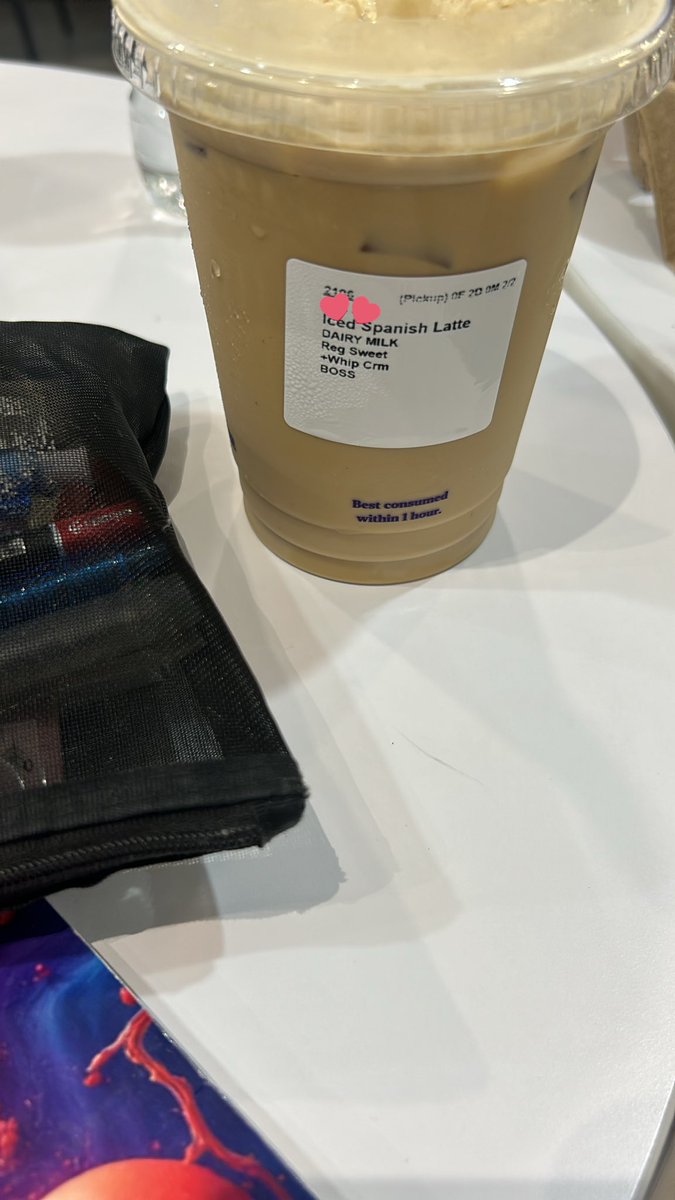 (Pickup) 0F 2D 0M 2/2
Iced Spanish Latte
DAIRY MILK
Reg Sweet
+Whip Crm
BOSS
Best consumed
within 1 hour.